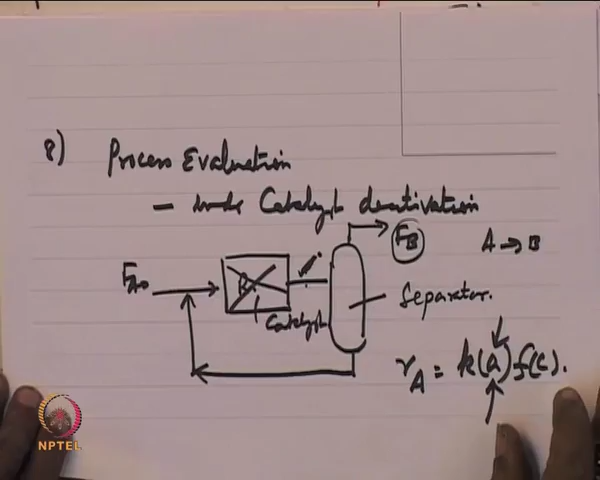 8) Process Evaluation
- under Catalyst deactivation
F_B
A → B
F_A0
R
Separator.
Catalyst
r_A = k(a)f(c).
NPTEL